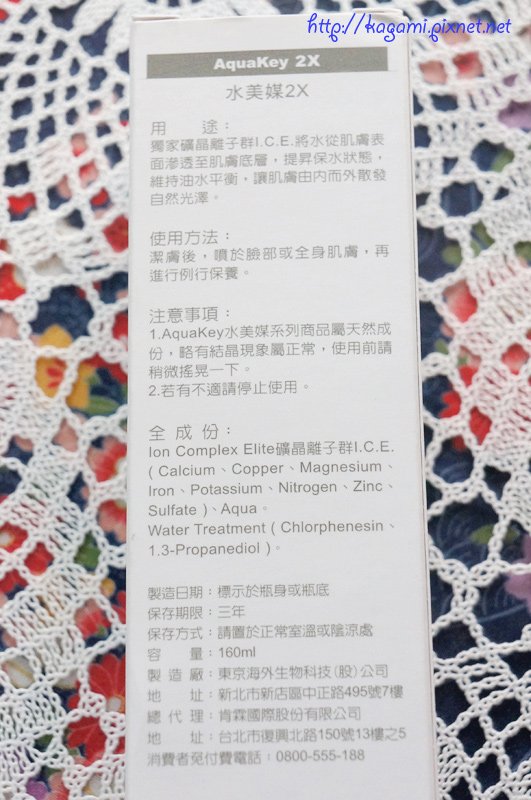 http://kagami.pixnet.net
AquaKey 2X
水美媒2X
用 途：
獨家礦晶離子群I.C.E.將水從肌膚表
面滲透至肌膚底層，提昇保水狀態，
維持油水平衡，讓肌膚由內而外散發
自然光澤。
使用方法：
潔膚後，噴於臉部或全身肌膚，再
進行例行保養。
注意事項：
1.AquaKey水美媒系列商品屬天然成
份，略有結晶現象屬正常，使用前請
稍微搖晃一下。
2.若有不適請停止使用。
全 成 份：
Ion Complex Elite礦晶離子群I.C.E.
( Calcium、Copper、Magnesium、
Iron、Potassium、Nitrogen、Zinc、
Sulfate )、Aqua。
Water Treatment ( Chlorphenesin、
1.3-Propanediol )。
製造日期：標示於瓶身或瓶底
保存期限：三年
保存方式：請置於正常室溫或陰涼處
容 量：160ml
製 造 廠：東京海外生物科技(股)公司
地 址：新北市新店區中正路495號7樓
總 代 理：肯霖國際股份有限公司
地 址：台北市復興北路150號13樓之5
消費者免付費電話：0800-555-188